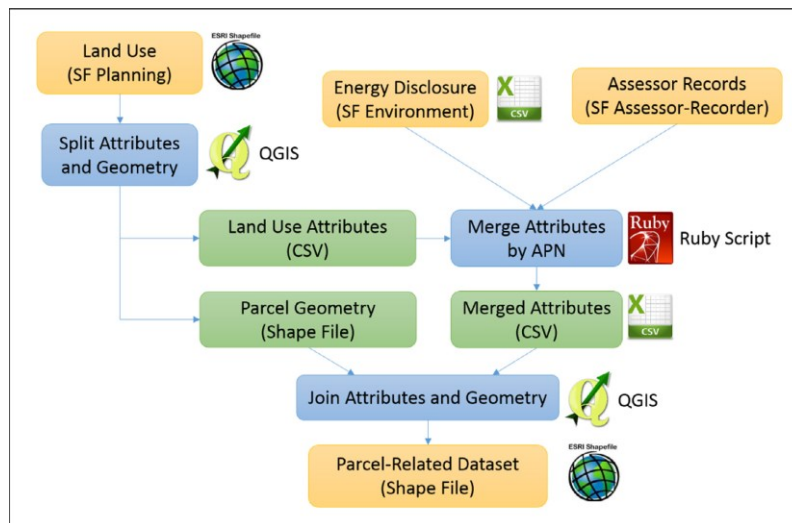 ESRI Shapefile
Land Use
(SF Planning)
Energy Disclosure
(SF Environment)
CSV
Assessor Records
(SF Assessor-Recorder)
Split Attributes
and Geometry
QGIS
Land Use Attributes
(CSV)
Merge Attributes
by APN
Ruby
Ruby Script
Parcel Geometry
(Shape File)
Merged Attributes
(CSV)
CSV
Join Attributes and Geometry
QGIS
ESRI Shapefile
Parcel-Related Dataset
(Shape File)